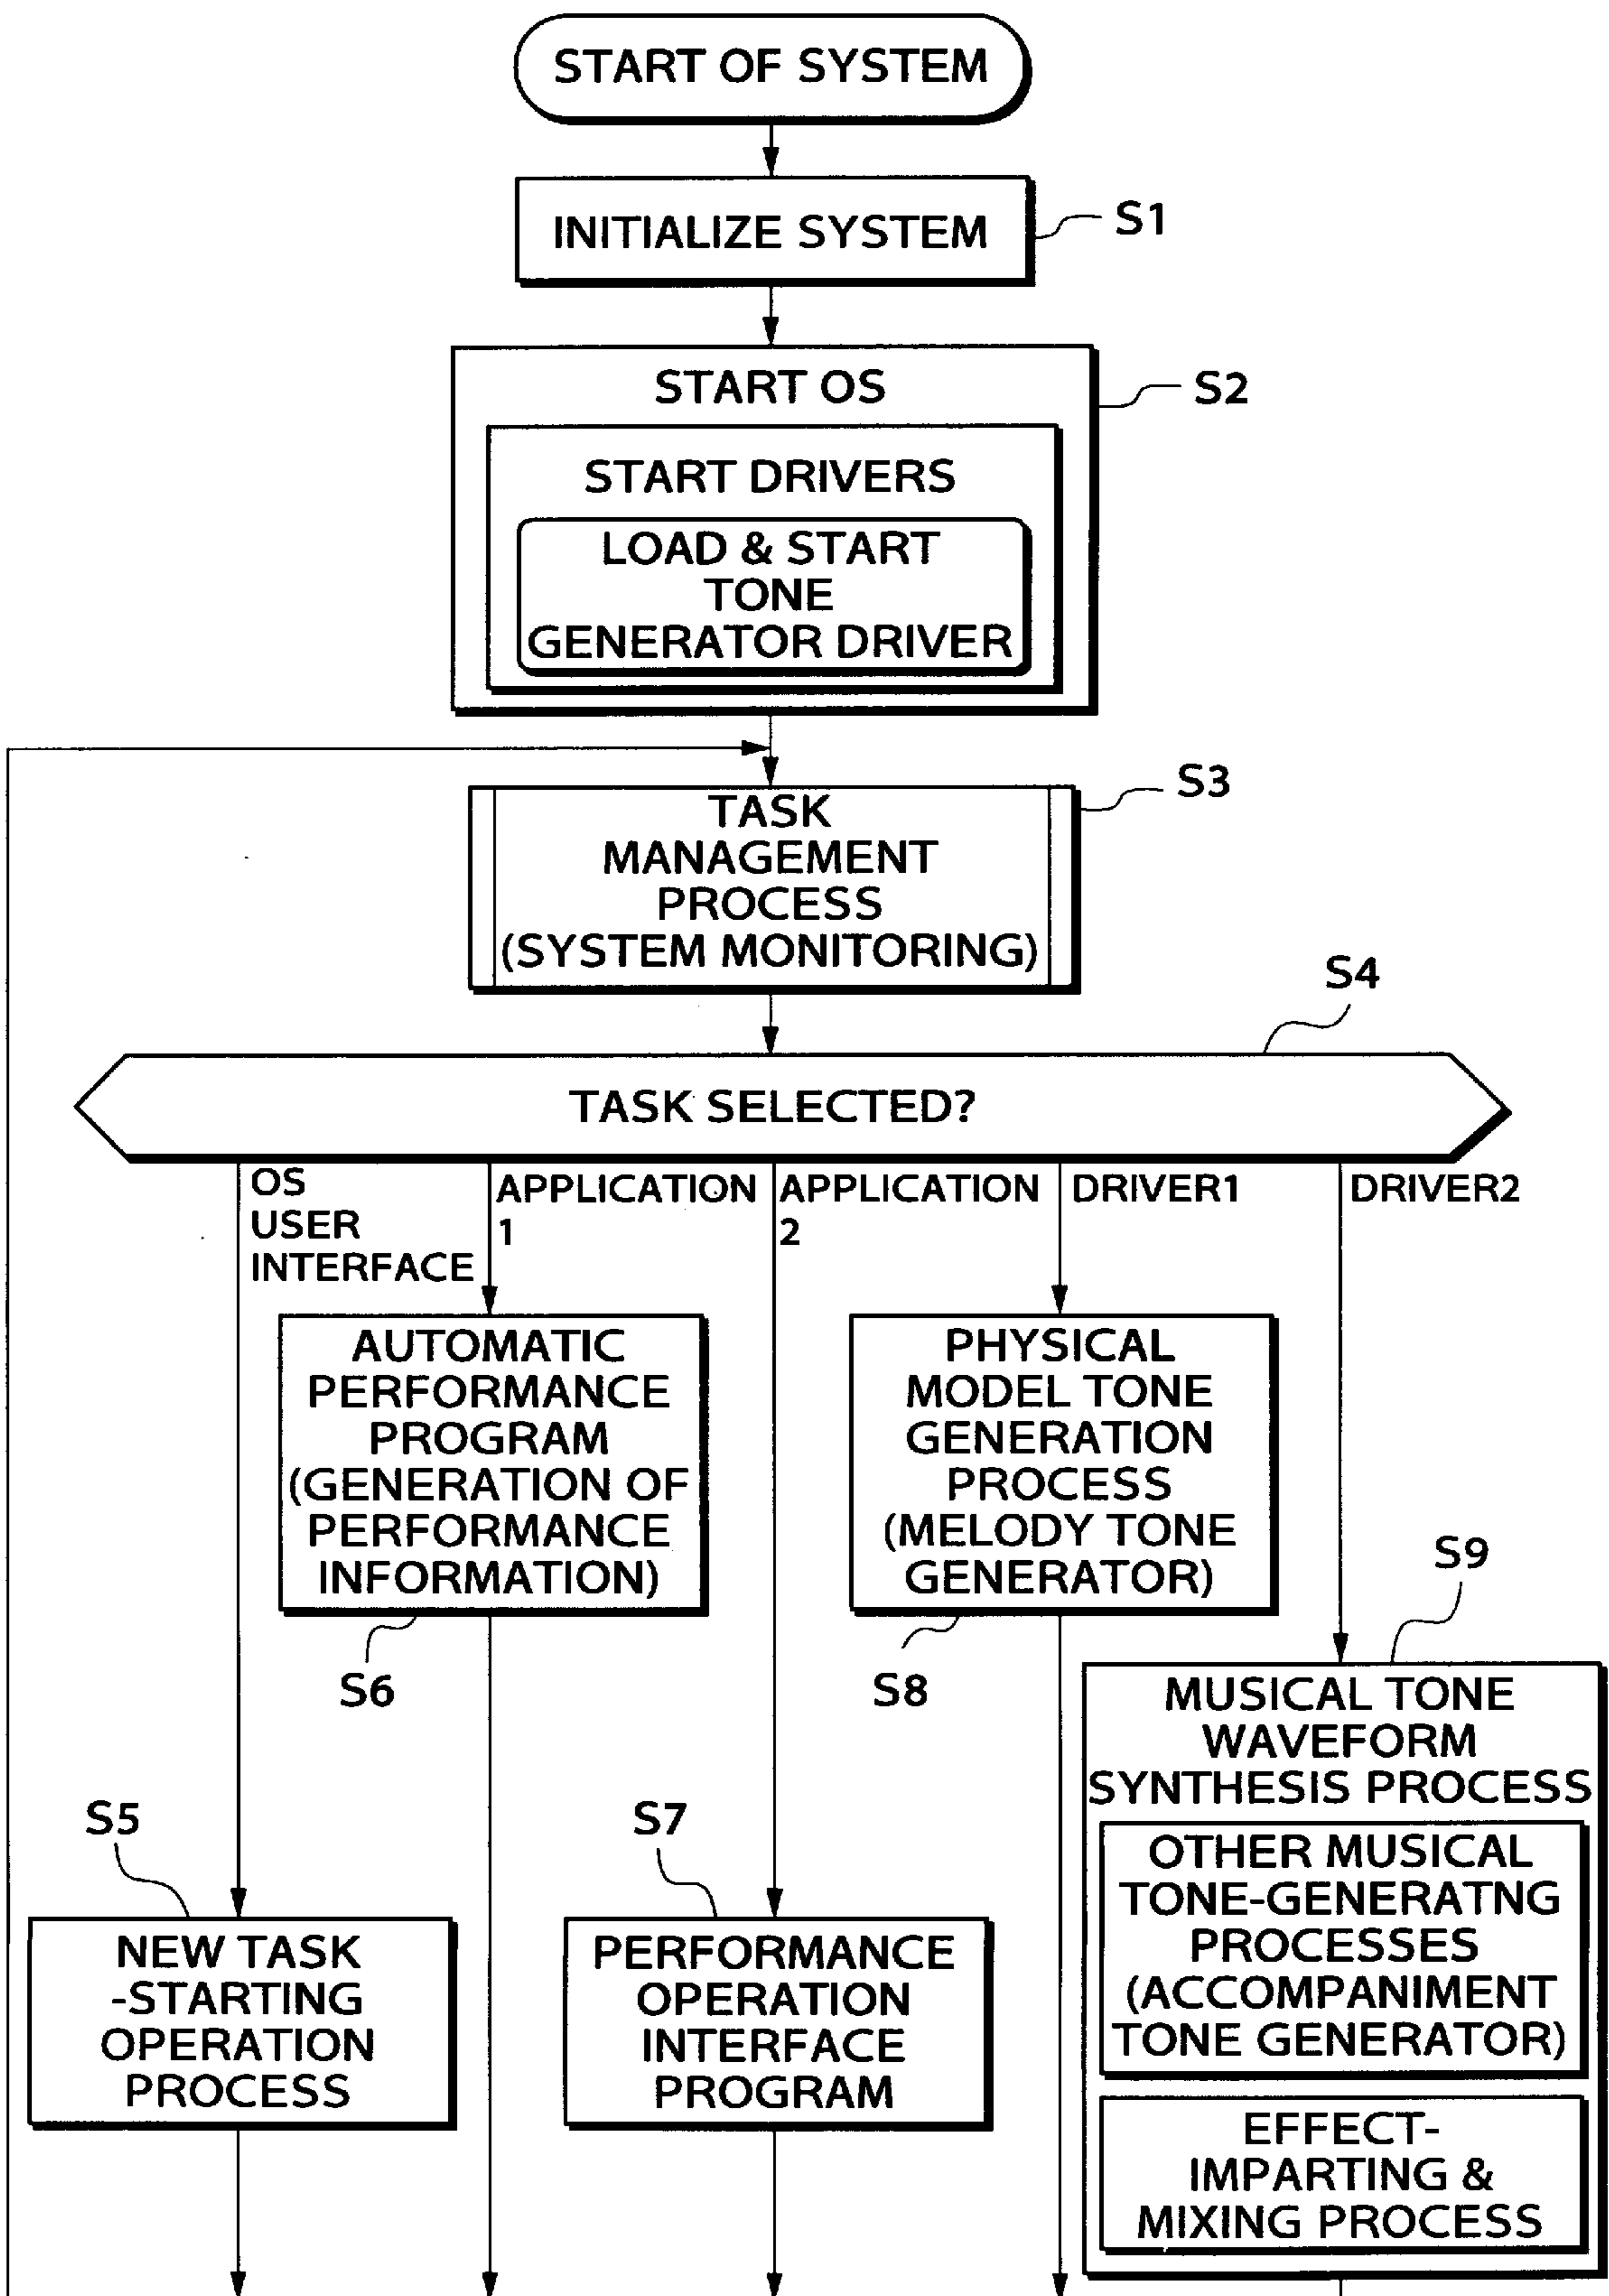 START OF SYSTEM
INITIALIZE SYSTEM
S1
START OS
S2
START DRIVERS
LOAD & START
TONE
GENERATOR DRIVER
TASK
MANAGEMENT
PROCESS
(SYSTEM MONITORING)
S3
S4
TASK SELECTED?
OS
USER
INTERFACE
APPLICATION
1
APPLICATION
2
DRIVER1
DRIVER2
AUTOMATIC
PERFORMANCE
PROGRAM
(GENERATION OF
PERFORMANCE
INFORMATION)
S6
PHYSICAL
MODEL TONE
GENERATION
PROCESS
(MELODY TONE
GENERATOR)
S8
S9
MUSICAL TONE
WAVEFORM
SYNTHESIS PROCESS
OTHER MUSICAL
TONE-GENERATNG
PROCESSES
(ACCOMPANIMENT
TONE GENERATOR)
EFFECT-
IMPARTING &
MIXING PROCESS
S5
NEW TASK
-STARTING
OPERATION
PROCESS
S7
PERFORMANCE
OPERATION
INTERFACE
PROGRAM